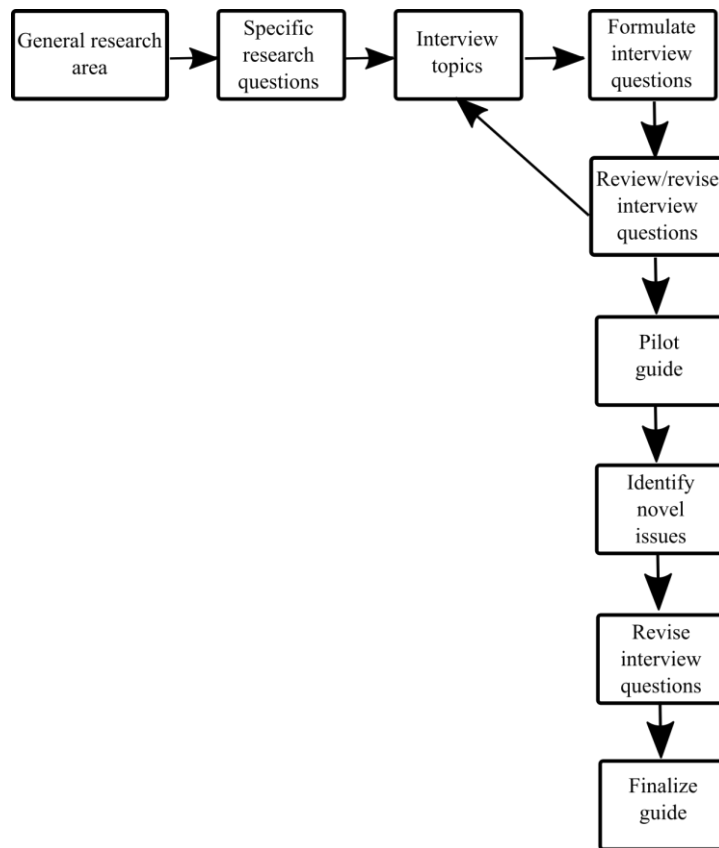 General research
area
Specific
research
questions
Interview
topics
Formulate
interview
questions
Review/revise
interview
questions
Pilot
guide
Identify
novel
issues
Revise
interview
questions
Finalize
guide